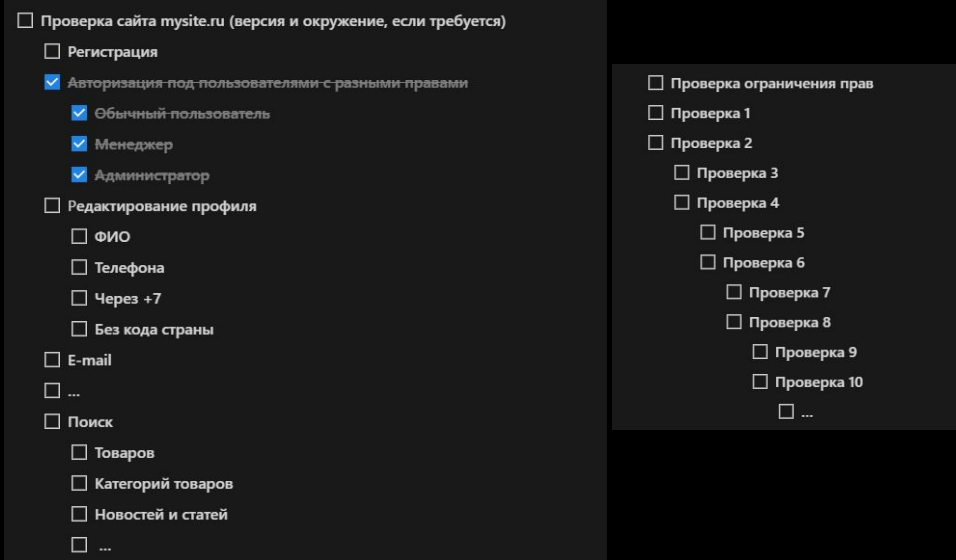 Проверка сайта mysite.ru (версия и окружение, если требуется)
Регистрация
Авторизация под пользователями с разными правами
Обычный пользователь
Менеджер
Администратор
Редактирование профиля
ФИО
Телефона
Через +7
Без кода страны
E-mail
...
Поиск
Товаров
Категорий товаров
Новостей и статей
...
Проверка ограничения прав
Проверка 1
Проверка 2
Проверка 3
Проверка 4
Проверка 5
Проверка 6
Проверка 7
Проверка 8
Проверка 9
Проверка 10
...